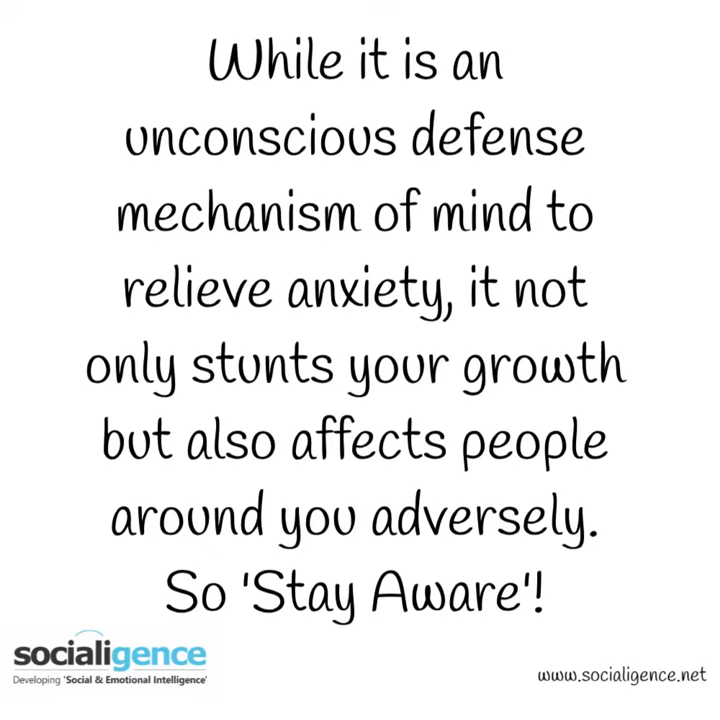 While it is an
unconscious defense
mechanism of mind to
relieve anxiety, it not
only stunts your growth
but also affects people
around you adversely.
So 'Stay Aware'!
socialigence
Developing 'Social & Emotional Intelligence'
www.socialigence.net